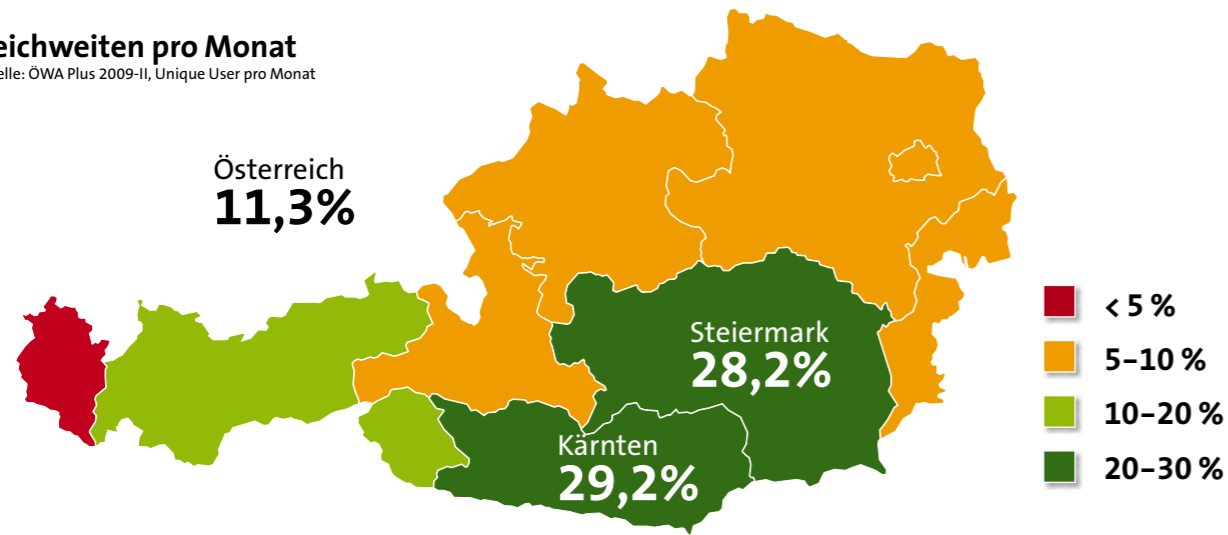 eichweiten pro Monat
elle: ÖWA Plus 2009-II, Unique User pro Monat
Österreich
11,3%
Steiermark
28,2%
Kärnten
29,2%
< 5 %
5–10 %
10–20 %
20–30 %